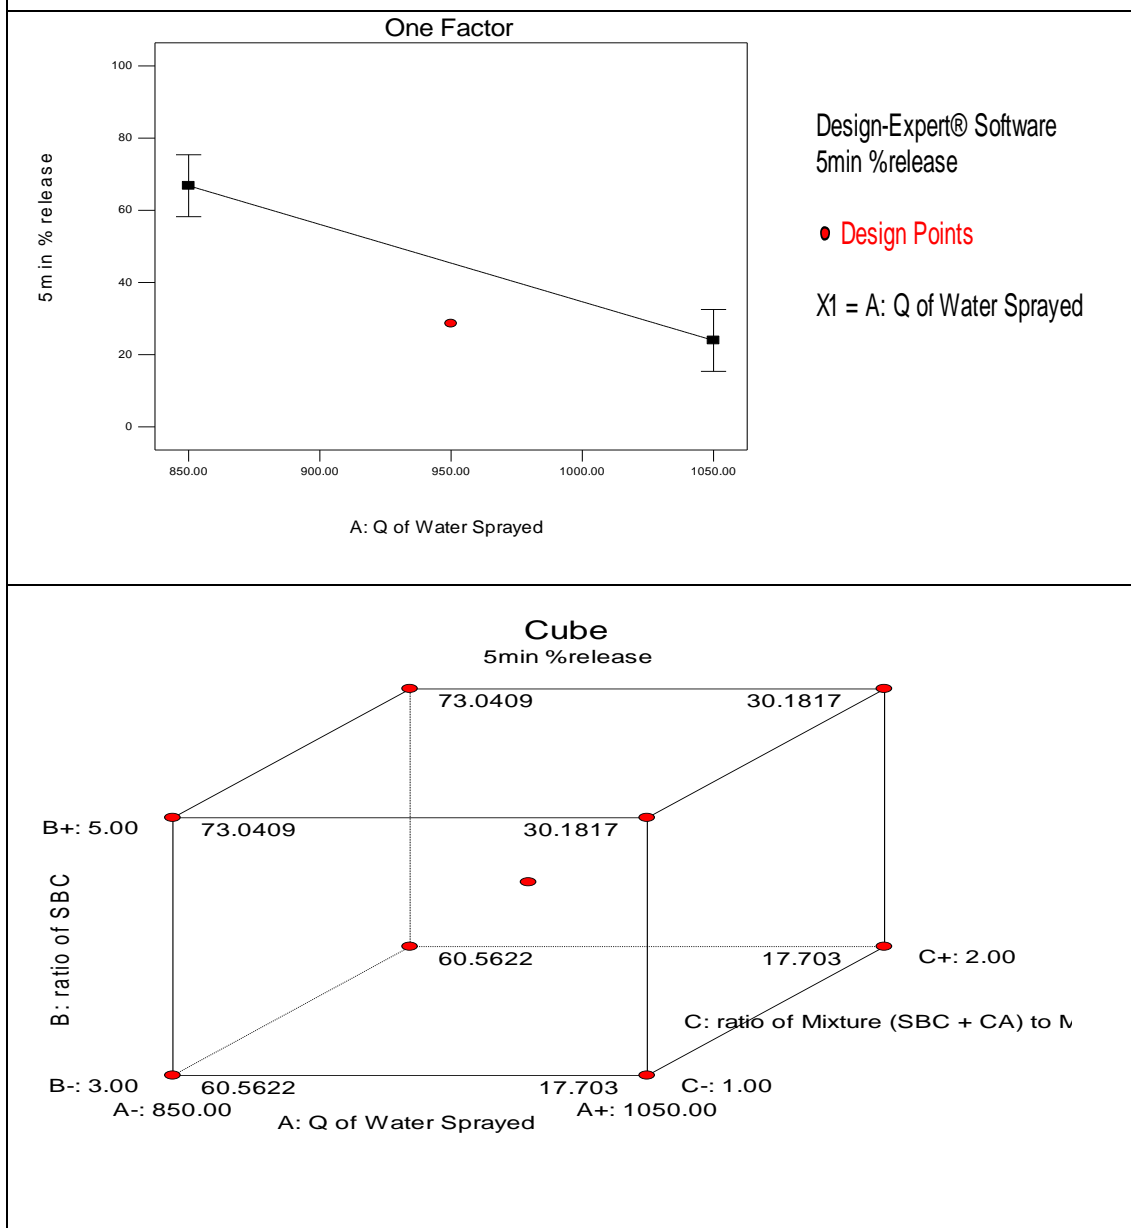 One Factor
100
80
60
40
20
0
5min % release
850.00 900.00 950.00 1000.00 1050.00
A: Q of Water Sprayed
Design-Expert® Software
5min %release
Design Points
X1 = A: Q of Water Sprayed
Cube
5min %release
73.0409 30.1817
B+: 5.00 73.0409 30.1817
B: ratio of SBC
60.5622 17.703 C+: 2.00
C: ratio of Mixture (SBC + CA) to M
B-: 3.00 60.5622 17.703 C-: 1.00
A-: 850.00 A+: 1050.00
A: Q of Water Sprayed